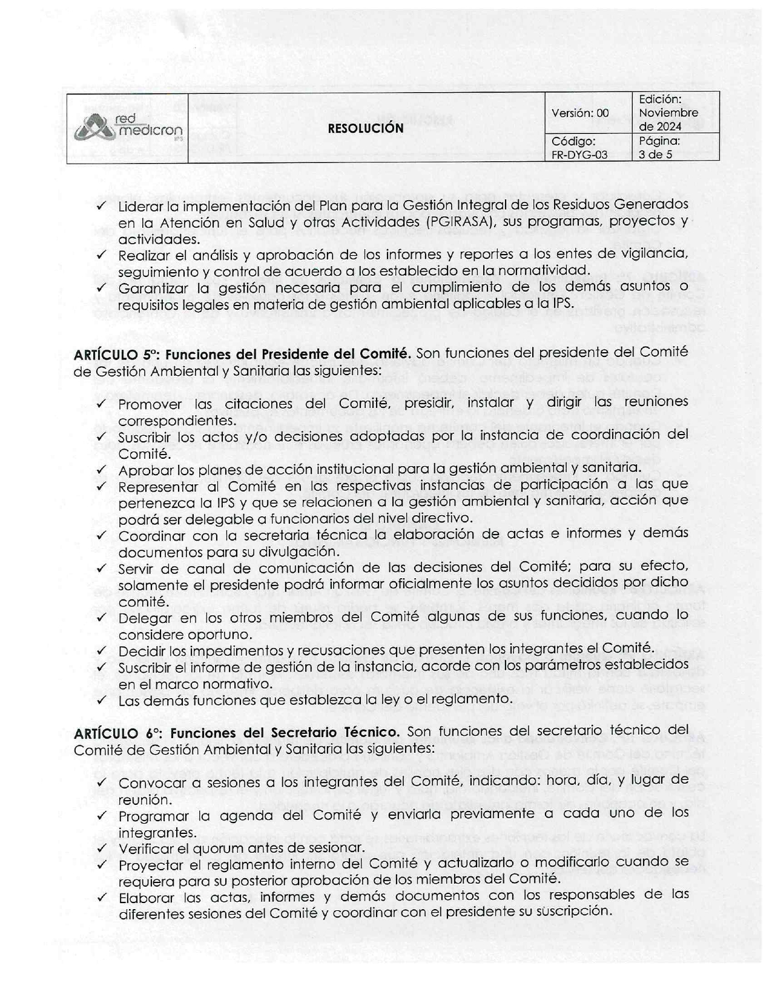 red
medicron
IPS
RESOLUCIÓN
Versión: 00
Edición:
Noviembre
de 2024
Código:
FR-DYG-03
Página:
3 de 5
✓ Liderar la implementación del Plan para la Gestión Integral de los Residuos Generados
en la Atención en Salud y otras Actividades (PGIRASA), sus programas, proyectos y
actividades.
✓ Realizar el análisis y aprobación de los informes y reportes a los entes de vigilancia,
seguimiento y control de acuerdo a los establecido en la normatividad.
✓ Garantizar la gestión necesaria para el cumplimiento de los demás asuntos o
requisitos legales en materia de gestión ambiental aplicables a la IPS.
ARTÍCULO 5º: Funciones del Presidente del Comité. Son funciones del presidente del Comité
de Gestión Ambiental y Sanitaria las siguientes:
✓ Promover las citaciones del Comité, presidir, instalar y dirigir las reuniones
correspondientes.
✓ Suscribir los actos y/o decisiones adoptadas por la instancia de coordinación del
Comité.
✓ Aprobar los planes de acción institucional para la gestión ambiental y sanitaria.
✓ Representar al Comité en las respectivas instancias de participación a las que
pertenezca la IPS y que se relacionen a la gestión ambiental y sanitaria, acción que
podrá ser delegable a funcionarios del nivel directivo.
✓ Coordinar con la secretaria técnica la elaboración de actas e informes y demás
documentos para su divulgación.
✓ Servir de canal de comunicación de las decisiones del Comité; para su efecto,
solamente el presidente podrá informar oficialmente los asuntos decididos por dicho
comité.
✓ Delegar en los otros miembros del Comité algunas de sus funciones, cuando lo
considere oportuno.
✓ Decidir los impedimentos y recusaciones que presenten los integrantes el Comité.
✓ Suscribir el informe de gestión de la instancia, acorde con los parámetros establecidos
en el marco normativo.
✓ Las demás funciones que establezca la ley o el reglamento.
ARTÍCULO 6º: Funciones del Secretario Técnico. Son funciones del secretario técnico del
Comité de Gestión Ambiental y Sanitaria las siguientes:
✓ Convocar a sesiones a los integrantes del Comité, indicando: hora, día, y lugar de
reunión.
✓ Programar la agenda del Comité y enviarla previamente a cada uno de los
integrantes.
✓ Verificar el quorum antes de sesionar.
✓ Proyectar el reglamento interno del Comité y actualizarlo o modificarlo cuando se
requiera para su posterior aprobación de los miembros del Comité.
✓ Elaborar las actas, informes y demás documentos con los responsables de las
diferentes sesiones del Comité y coordinar con el presidente su suscripción.